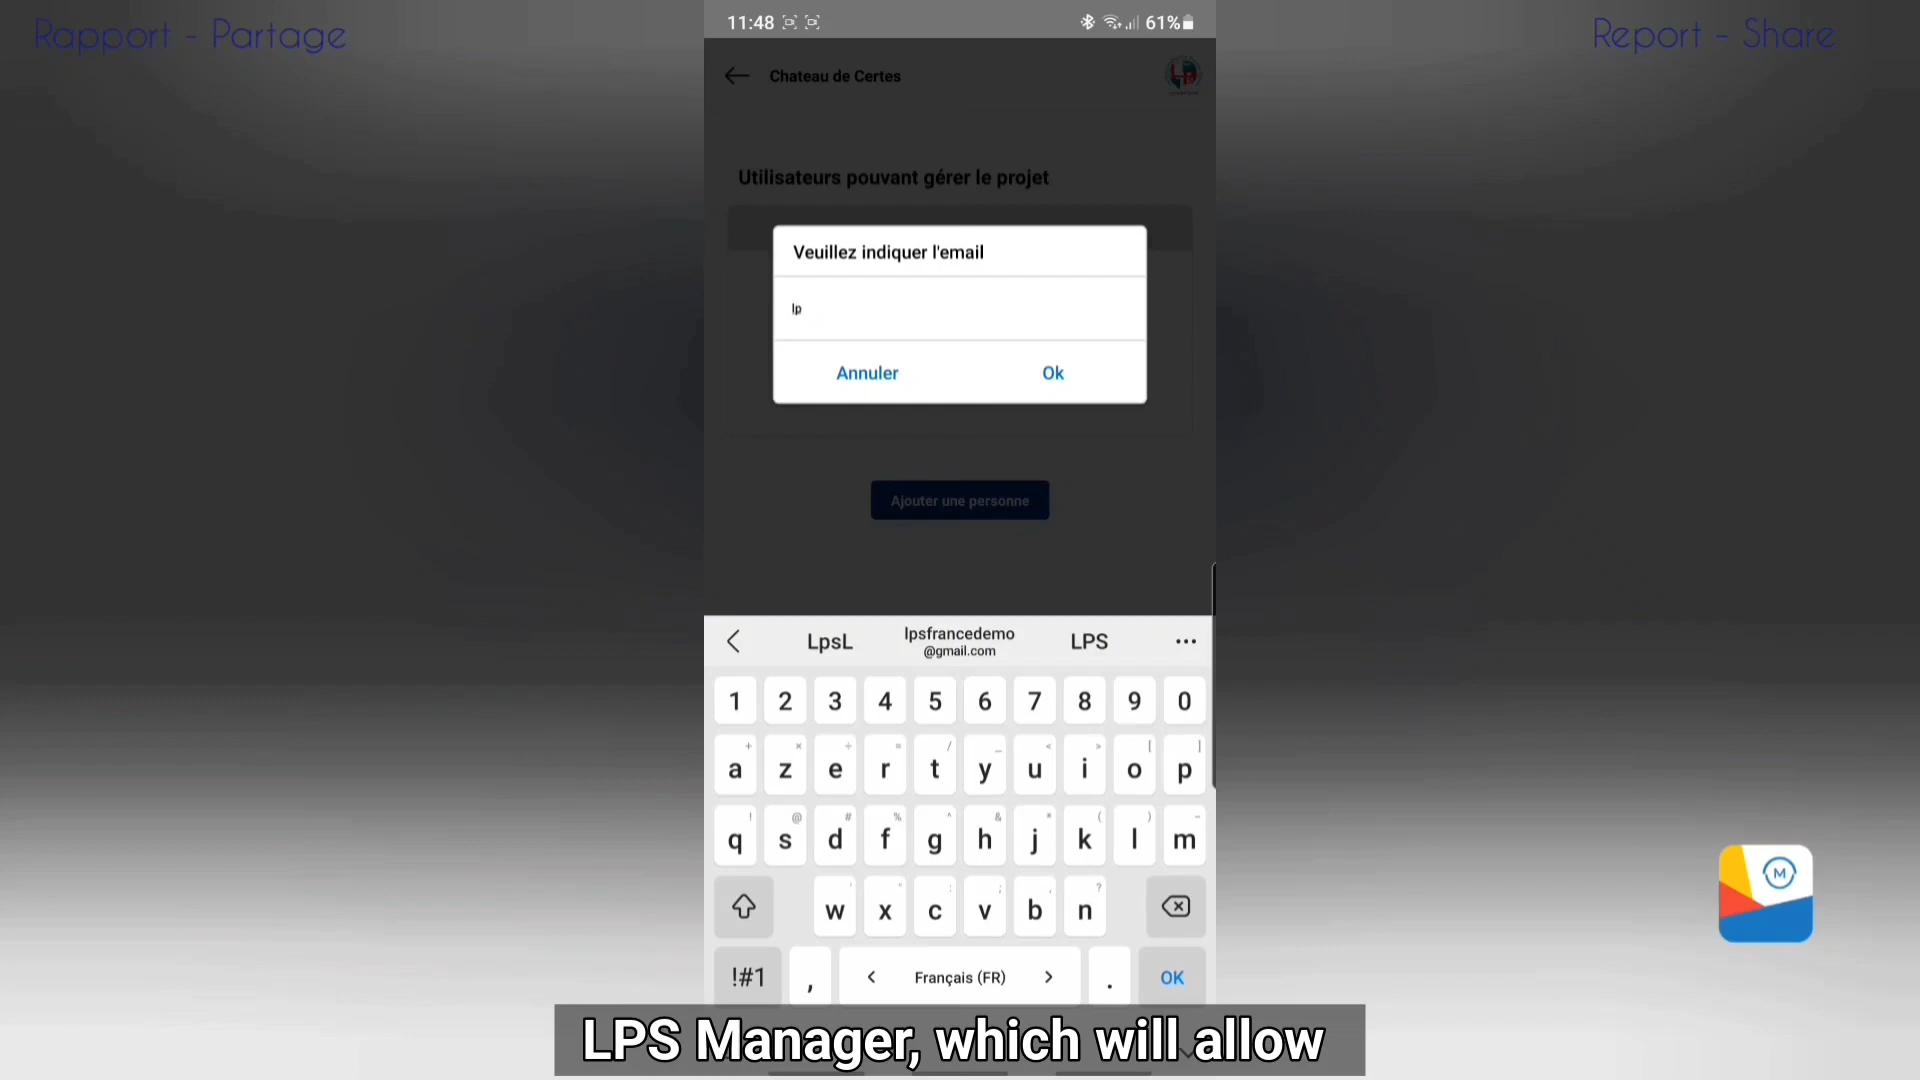 Rapport - Partage
Report - Share
11:48
61%
Chateau de Certes
Utilisateurs pouvant gérer le projet
Veuillez indiquer l'email
lp
Annuler Ok
Ajouter une personne
LpsL lpsfrancedemo LPS
@gmail.com
1 2 3 4 5 6 7 8 9 0
a z e r t y u i o p
q s d f g h j k l m
w x c v b n
!#1 , < Français (FR) > . OK
M
LPS Manager, which will allow